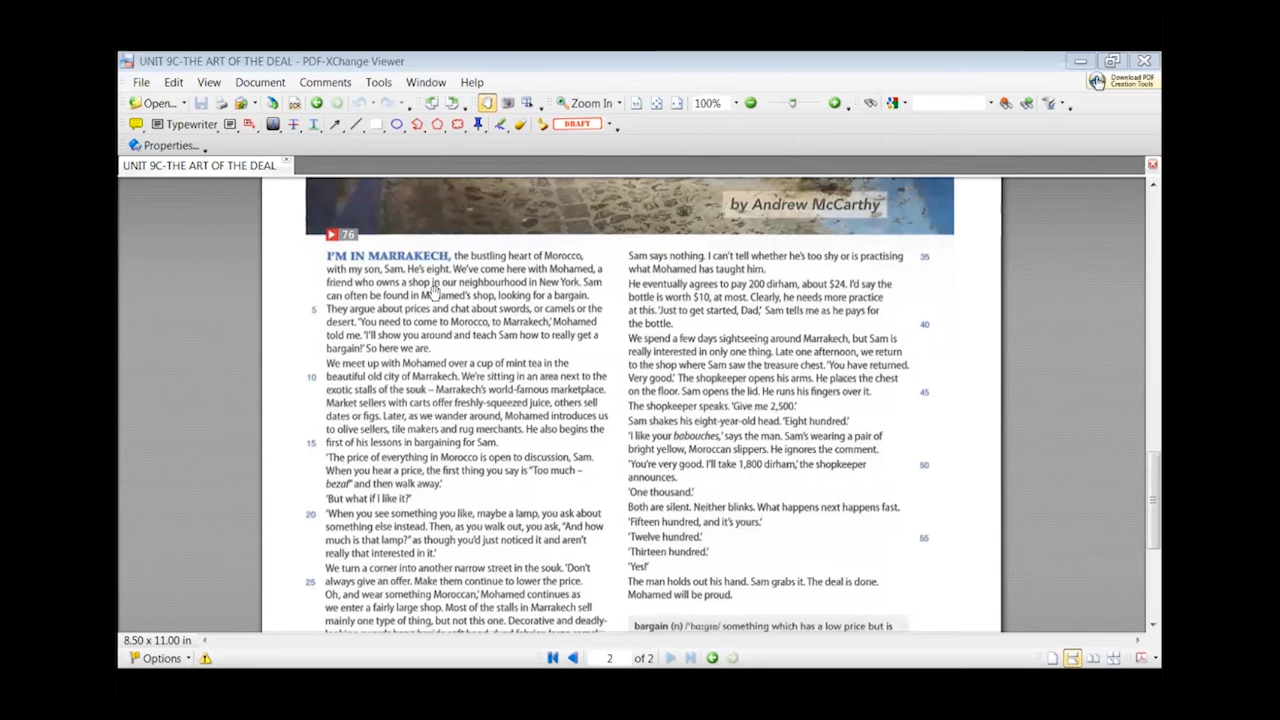 UNIT 9C-THE ART OF THE DEAL - PDF-XChange Viewer
File Edit View Document Comments Tools Window Help
Download PDF
Creation Tools
Open... Zoom In 100%
Typewriter DRAFT
Properties...
UNIT 9C-THE ART OF THE DEAL
by Andrew McCarthy
76
I'M IN MARRAKECH, the bustling heart of Morocco,
with my son, Sam. He's eight. We've come here with Mohamed, a
friend who owns a shop in our neighbourhood in New York. Sam
can often be found in Mohamed's shop, looking for a bargain.
5 They argue about prices and chat about swords, or camels or the
desert. 'You need to come to Morocco, to Marrakech,' Mohamed
told me. 'I'll show you around and teach Sam how to really get a
bargain!' So here we are.
We meet up with Mohamed over a cup of mint tea in the
10 beautiful old city of Marrakech. We're sitting in an area next to the
exotic stalls of the souk – Marrakech's world-famous marketplace.
Market sellers with carts offer freshly-squeezed juice, others sell
dates or figs. Later, as we wander around, Mohamed introduces us
to olive sellers, tile makers and rug merchants. He also begins the
15 first of his lessons in bargaining for Sam.
'The price of everything in Morocco is open to discussion, Sam.
When you hear a price, the first thing you say is "Too much –
bezaf" and then walk away.'
'But what if I like it?'
20 'When you see something you like, maybe a lamp, you ask about
something else instead. Then, as you walk out, you ask, "And how
much is that lamp?" as though you'd just noticed it and aren't
really that interested in it.'
We turn a corner into another narrow street in the souk. 'Don't
25 always give an offer. Make them continue to lower the price.
Oh, and wear something Moroccan,' Mohamed continues as
we enter a fairly large shop. Most of the stalls in Marrakech sell
mainly one type of thing, but not this one. Decorative and deadly-
Sam says nothing. I can't tell whether he's too shy or is practising 35
what Mohamed has taught him.
He eventually agrees to pay 200 dirham, about $24. I'd say the
bottle is worth $10, at most. Clearly, he needs more practice
at this. 'Just to get started, Dad,' Sam tells me as he pays for
the bottle. 40
We spend a few days sightseeing around Marrakech, but Sam is
really interested in only one thing. Late one afternoon, we return
to the shop where Sam saw the treasure chest. 'You have returned.
Very good.' The shopkeeper opens his arms. He places the chest
on the floor. Sam opens the lid. He runs his fingers over it. 45
The shopkeeper speaks. 'Give me 2,500.'
Sam shakes his eight-year-old head. 'Eight hundred.'
'I like your babouches,' says the man. Sam's wearing a pair of
bright yellow, Moroccan slippers. He ignores the comment.
'You're very good. I'll take 1,800 dirham,' the shopkeeper 50
announces.
'One thousand.'
Both are silent. Neither blinks. What happens next happens fast.
'Fifteen hundred, and it's yours.'
'Twelve hundred.' 55
'Thirteen hundred.'
'Yes!'
The man holds out his hand. Sam grabs it. The deal is done.
Mohamed will be proud.
bargain (n) /'bɑːgɪn/ something which has a low price but is
8.50 x 11.00 in
Options 2 of 2